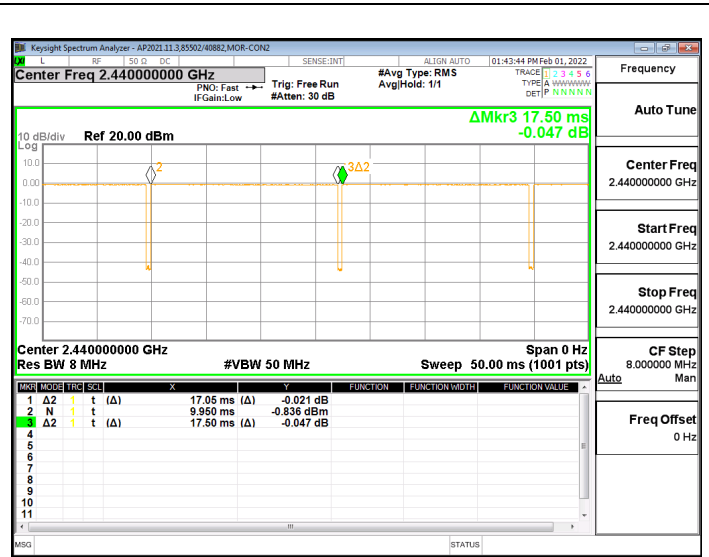 Keysight Spectrum Analyzer - AP2021.11.3,85502/40882,MOR-CON2
LXI L RF 50 Ω DC SENSE:INT ALIGN AUTO 01:43:44 PM Feb 01, 2022
Center Freq 2.440000000 GHz
PNO: Fast
IFGain:Low
Trig: Free Run
#Atten: 30 dB
#Avg Type: RMS
Avg|Hold: 1/1
TRACE 1 2 3 4 5 6
TYPE A WWWWW
DET P N N N N N
ΔMkr3 17.50 ms
-0.047 dB
10 dB/div Ref 20.00 dBm
Log
10.0
0.00
-10.0
-20.0
-30.0
-40.0
-50.0
-60.0
-70.0
2
3Δ2
Center 2.440000000 GHz Span 0 Hz
Res BW 8 MHz #VBW 50 MHz Sweep 50.00 ms (1001 pts)
MKR MODE TRC SCL X Y FUNCTION FUNCTION WIDTH FUNCTION VALUE
1 Δ2 1 t (Δ) 17.05 ms (Δ) -0.021 dB
2 N 1 t 9.950 ms -0.836 dBm
3 Δ2 1 t (Δ) 17.50 ms (Δ) -0.047 dB
4
5
6
7
8
9
10
11
MSG STATUS
Frequency
Auto Tune
Center Freq
2.440000000 GHz
Start Freq
2.440000000 GHz
Stop Freq
2.440000000 GHz
CF Step
8.000000 MHz
Auto Man
Freq Offset
0 Hz